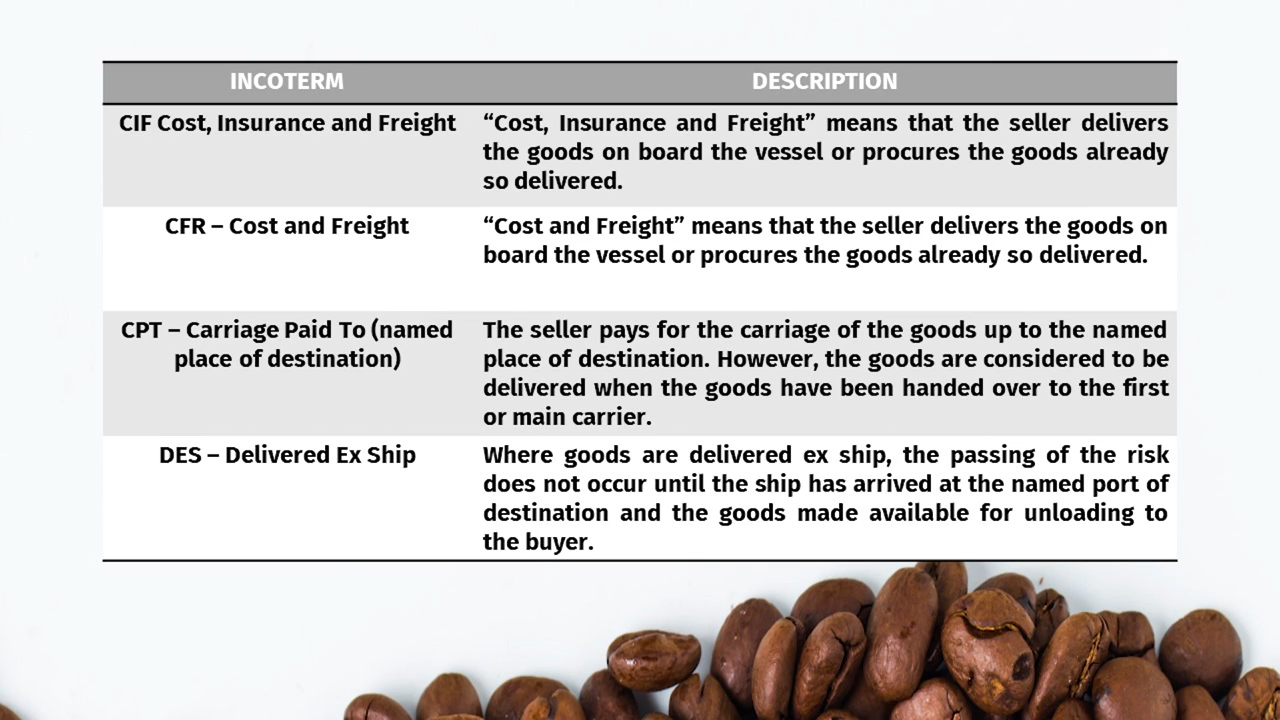 INCOTERM DESCRIPTION
CIF Cost, Insurance and Freight “Cost, Insurance and Freight” means that the seller delivers
the goods on board the vessel or procures the goods already
so delivered.
CFR – Cost and Freight “Cost and Freight” means that the seller delivers the goods on
board the vessel or procures the goods already so delivered.
CPT – Carriage Paid To (named
place of destination)
The seller pays for the carriage of the goods up to the named
place of destination. However, the goods are considered to be
delivered when the goods have been handed over to the first
or main carrier.
DES – Delivered Ex Ship Where goods are delivered ex ship, the passing of the risk
does not occur until the ship has arrived at the named port of
destination and the goods made available for unloading to
the buyer.